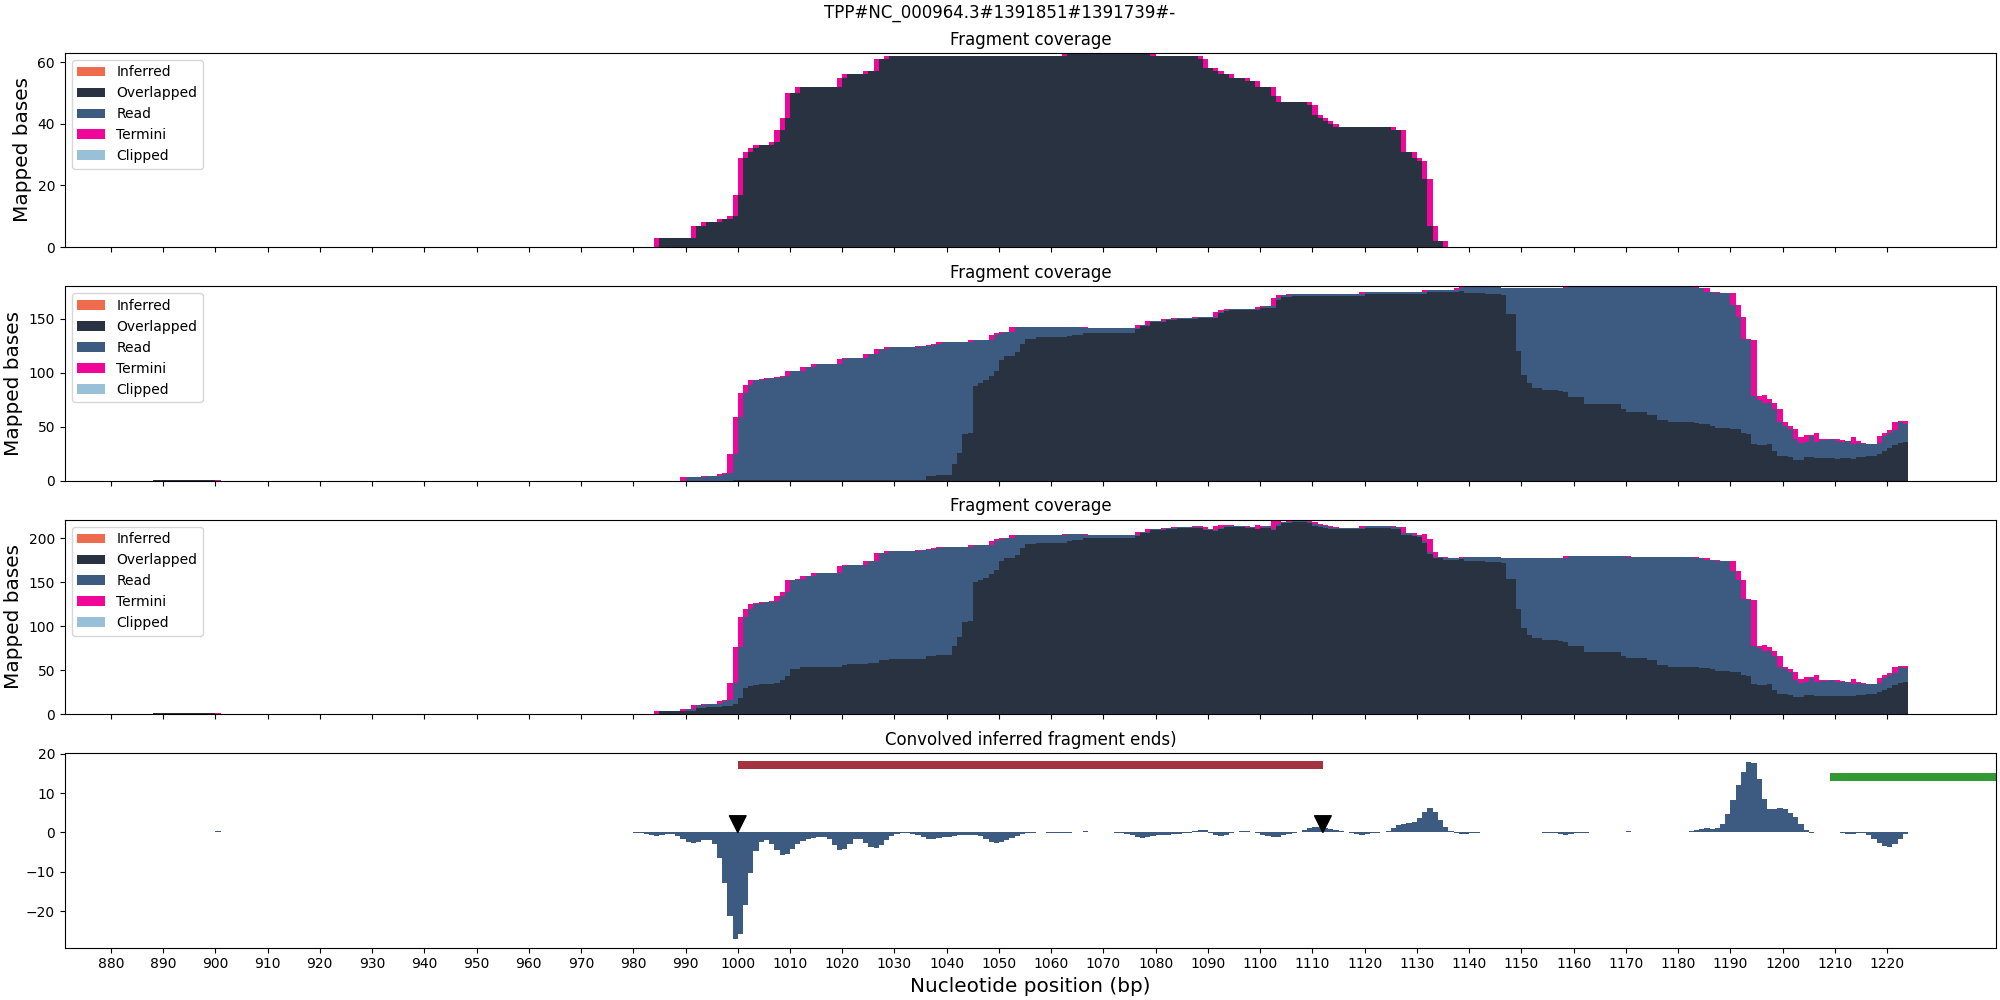 TPP#NC_000964.3#1391851#1391739#-
Fragment coverage
Mapped bases
60
40
20
0
Inferred
Overlapped
Read
Termini
Clipped
Fragment coverage
Mapped bases
150
100
50
0
Inferred
Overlapped
Read
Termini
Clipped
Fragment coverage
Mapped bases
200
150
100
50
0
Inferred
Overlapped
Read
Termini
Clipped
Convolved inferred fragment ends)
20
10
0
−10
−20
880 890 900 910 920 930 940 950 960 970 980 990 1000 1010 1020 1030 1040 1050 1060 1070 1080 1090 1100 1110 1120 1130 1140 1150 1160 1170 1180 1190 1200 1210 1220
Nucleotide position (bp)